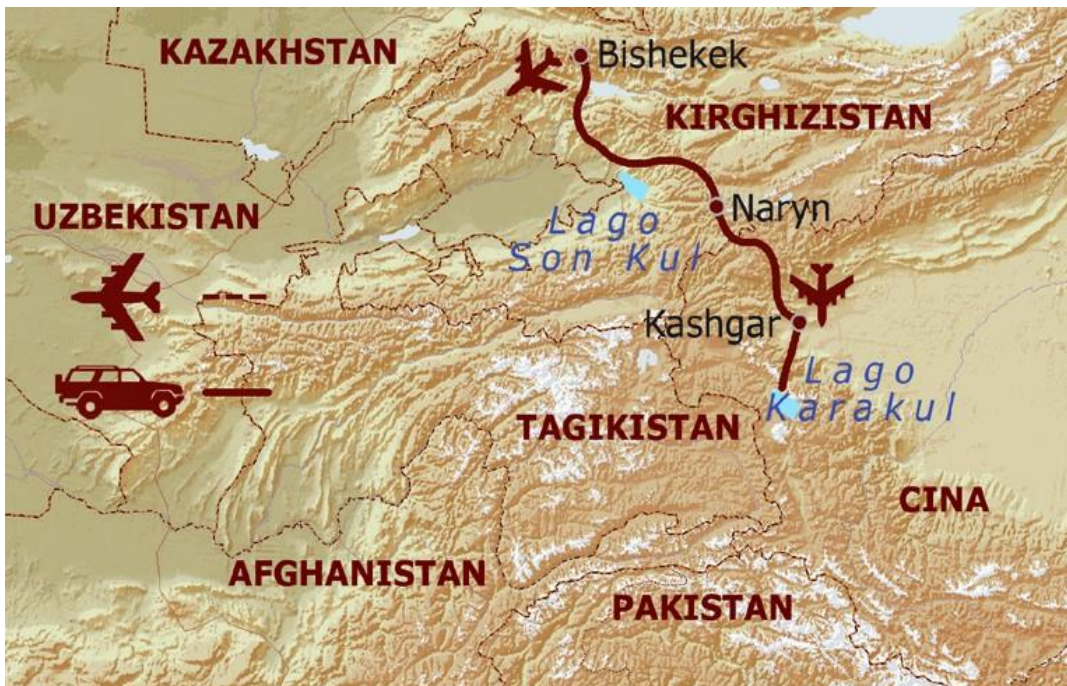 KAZAKHSTAN
Bishekek
KIRGHIZISTAN
UZBEKISTAN
Naryn
Lago
Son Kul
Kashgar
Lago
Karakul
TAGIKISTAN
CINA
AFGHANISTAN
PAKISTAN